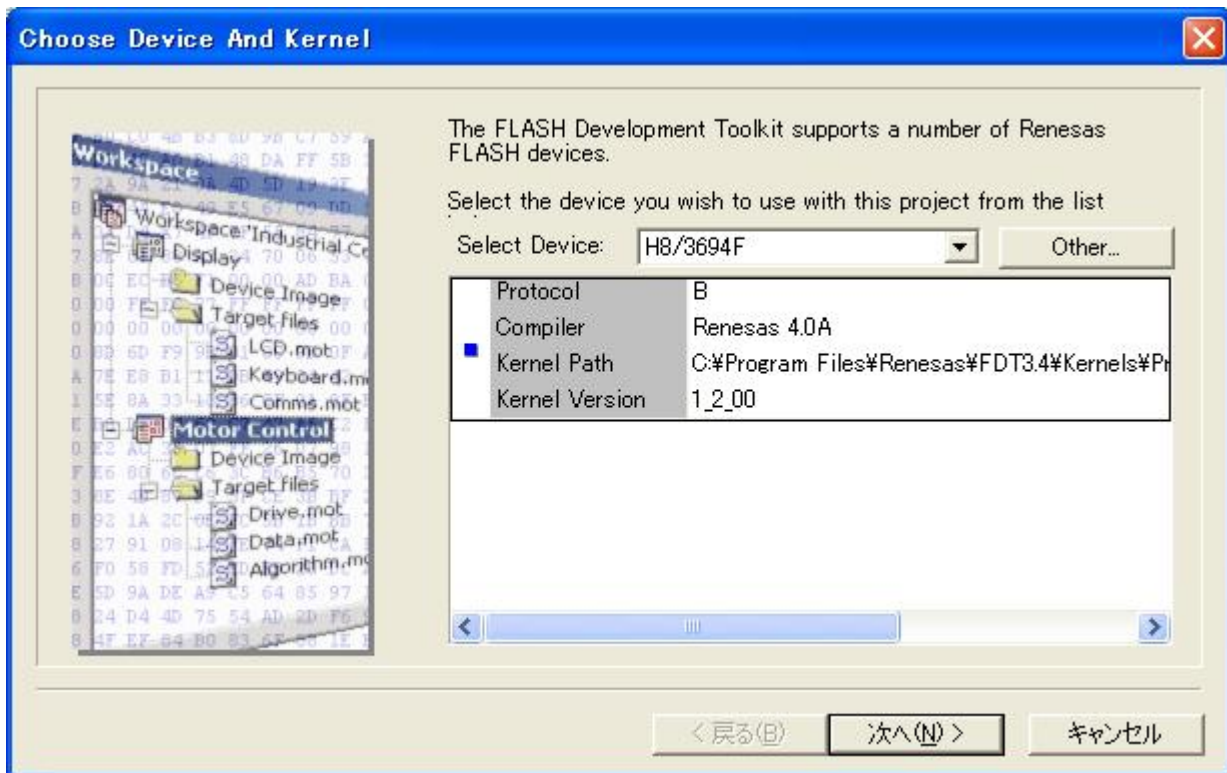 Choose Device And Kernel
The FLASH Development Toolkit supports a number of Renesas
FLASH devices.
Select the device you wish to use with this project from the list
Select Device:
H8/3694F
Other...
Protocol B
Compiler Renesas 4.0A
Kernel Path C:¥Program Files¥Renesas¥FDT3.4¥Kernels¥Pr
Kernel Version 1_2_00
Workspace
Workspace 'Industrial Co
Display
Device Image
Target files
LCD.mot
Keyboard.m
Comms.mot
Motor Control
Device Image
Target files
Drive.mot
Data.mot
Algorithm.mo
< 戻る(B)
次へ(N) >
キャンセル